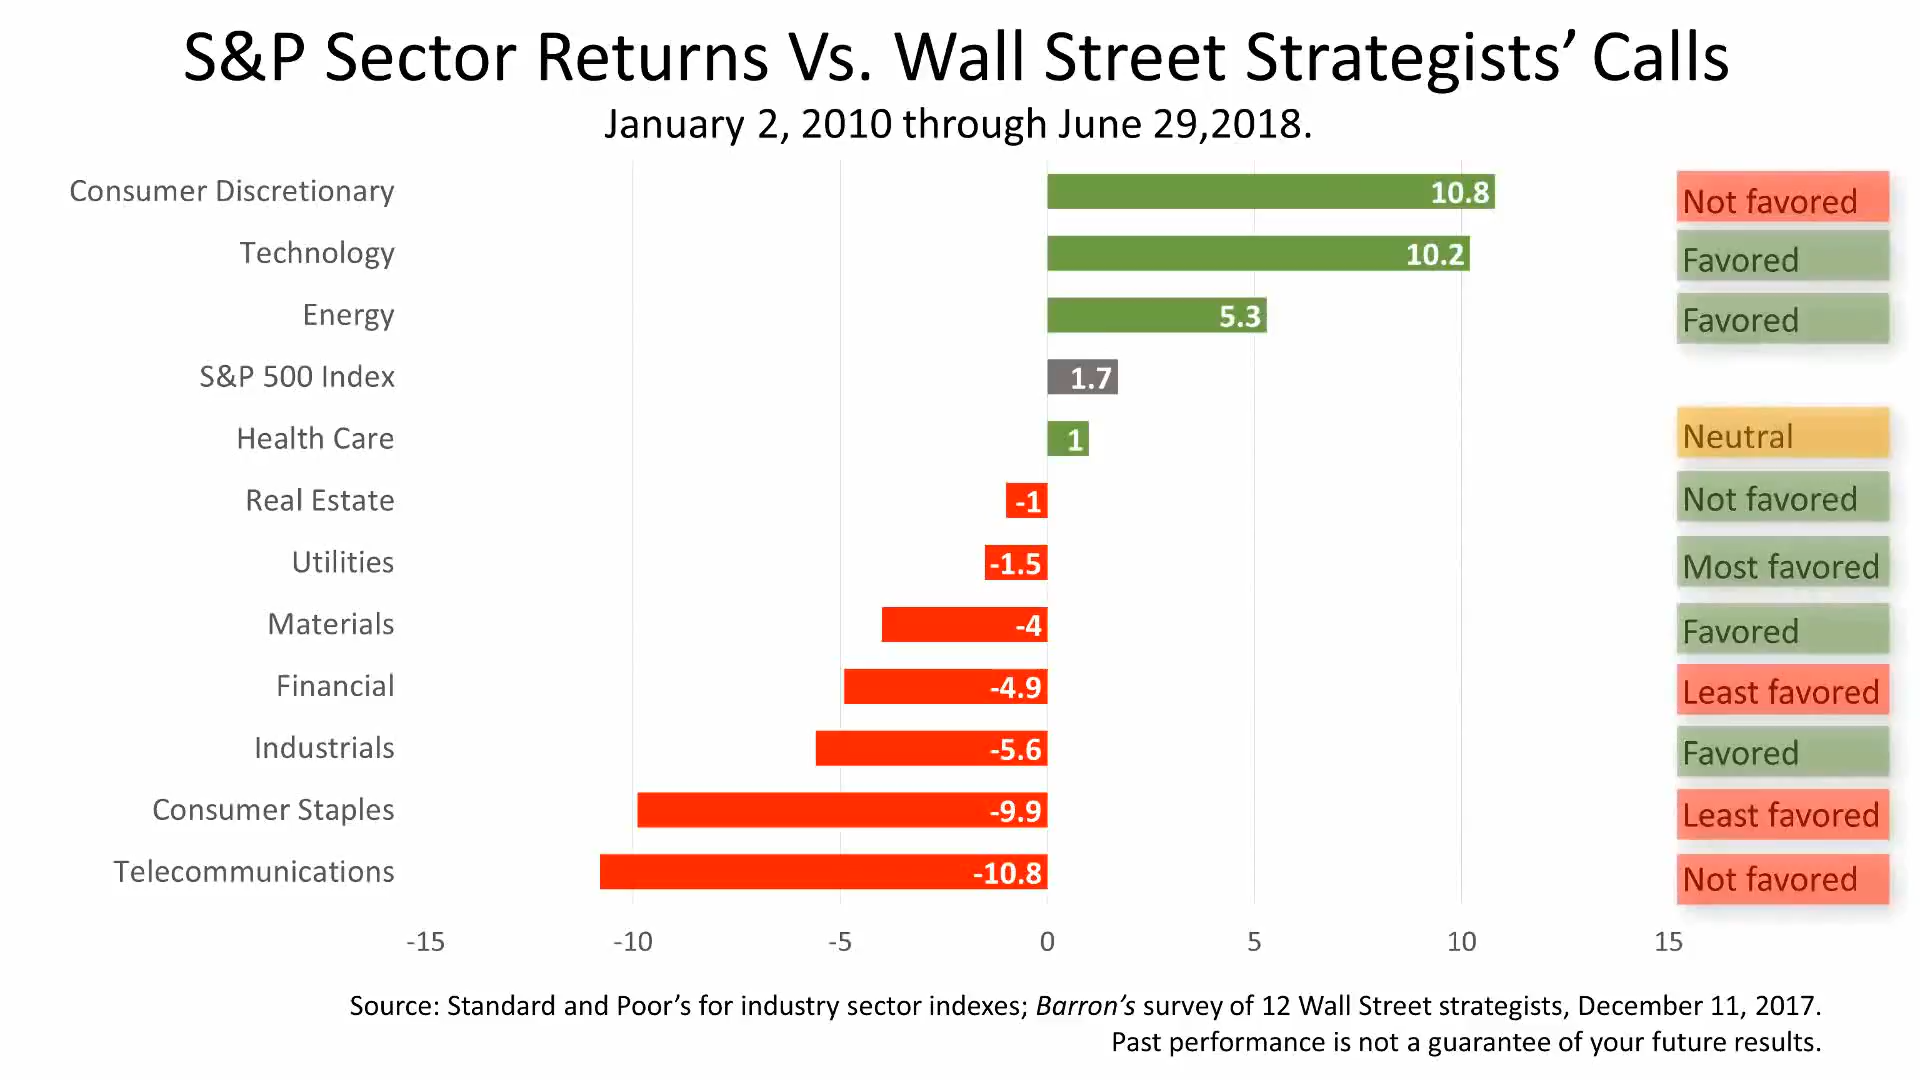 S&P Sector Returns Vs. Wall Street Strategists’ Calls
January 2, 2010 through June 29,2018.
Consumer Discretionary 10.8 Not favored
Technology 10.2 Favored
Energy 5.3 Favored
S&P 500 Index 1.7
Health Care 1 Neutral
Real Estate -1 Not favored
Utilities -1.5 Most favored
Materials -4 Favored
Financial -4.9 Least favored
Industrials -5.6 Favored
Consumer Staples -9.9 Least favored
Telecommunications -10.8 Not favored
-15 -10 -5 0 5 10 15
Source: Standard and Poor’s for industry sector indexes; Barron’s survey of 12 Wall Street strategists, December 11, 2017.
Past performance is not a guarantee of your future results.